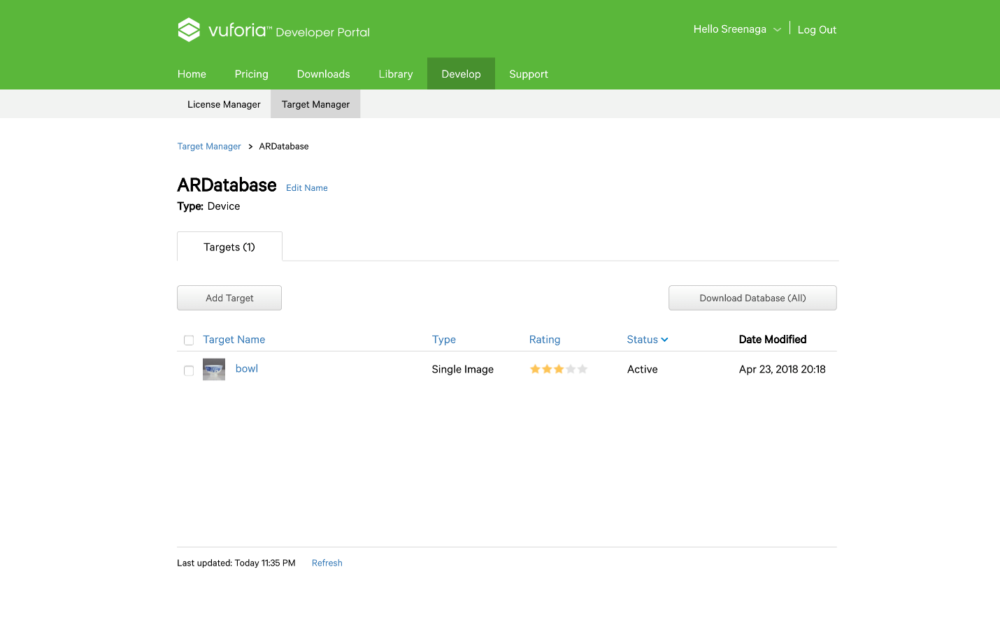 vuforia™ Developer Portal
Hello Sreenaga
Log Out
Home Pricing Downloads Library Develop Support
License Manager Target Manager
Target Manager > ARDatabase
ARDatabase Edit Name
Type: Device
Targets (1)
Add Target
Download Database (All)
Target Name Type Rating Status Date Modified
bowl Single Image Active Apr 23, 2018 20:18
Last updated: Today 11:35 PM Refresh